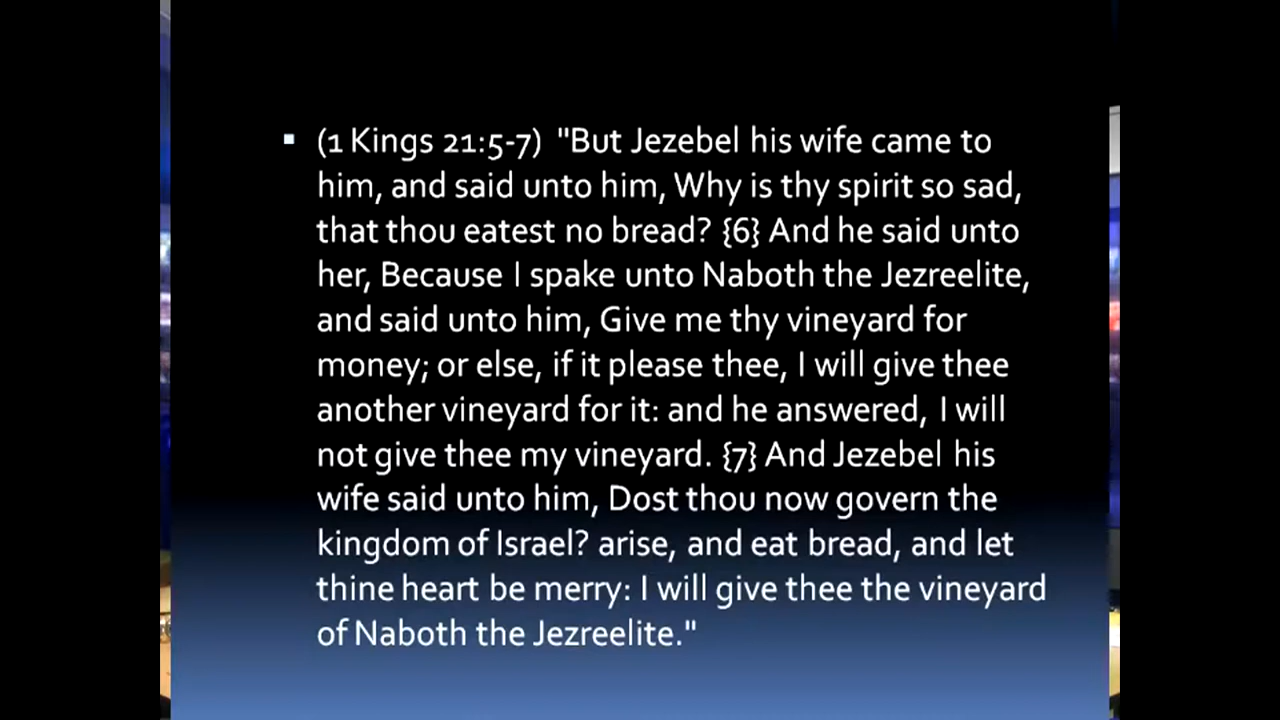 (1 Kings 21:5-7) "But Jezebel his wife came to
him, and said unto him, Why is thy spirit so sad,
that thou eatest no bread? {6} And he said unto
her, Because I spake unto Naboth the Jezreelite,
and said unto him, Give me thy vineyard for
money; or else, if it please thee, I will give thee
another vineyard for it: and he answered, I will
not give thee my vineyard. {7} And Jezebel his
wife said unto him, Dost thou now govern the
kingdom of Israel? arise, and eat bread, and let
thine heart be merry: I will give thee the vineyard
of Naboth the Jezreelite."